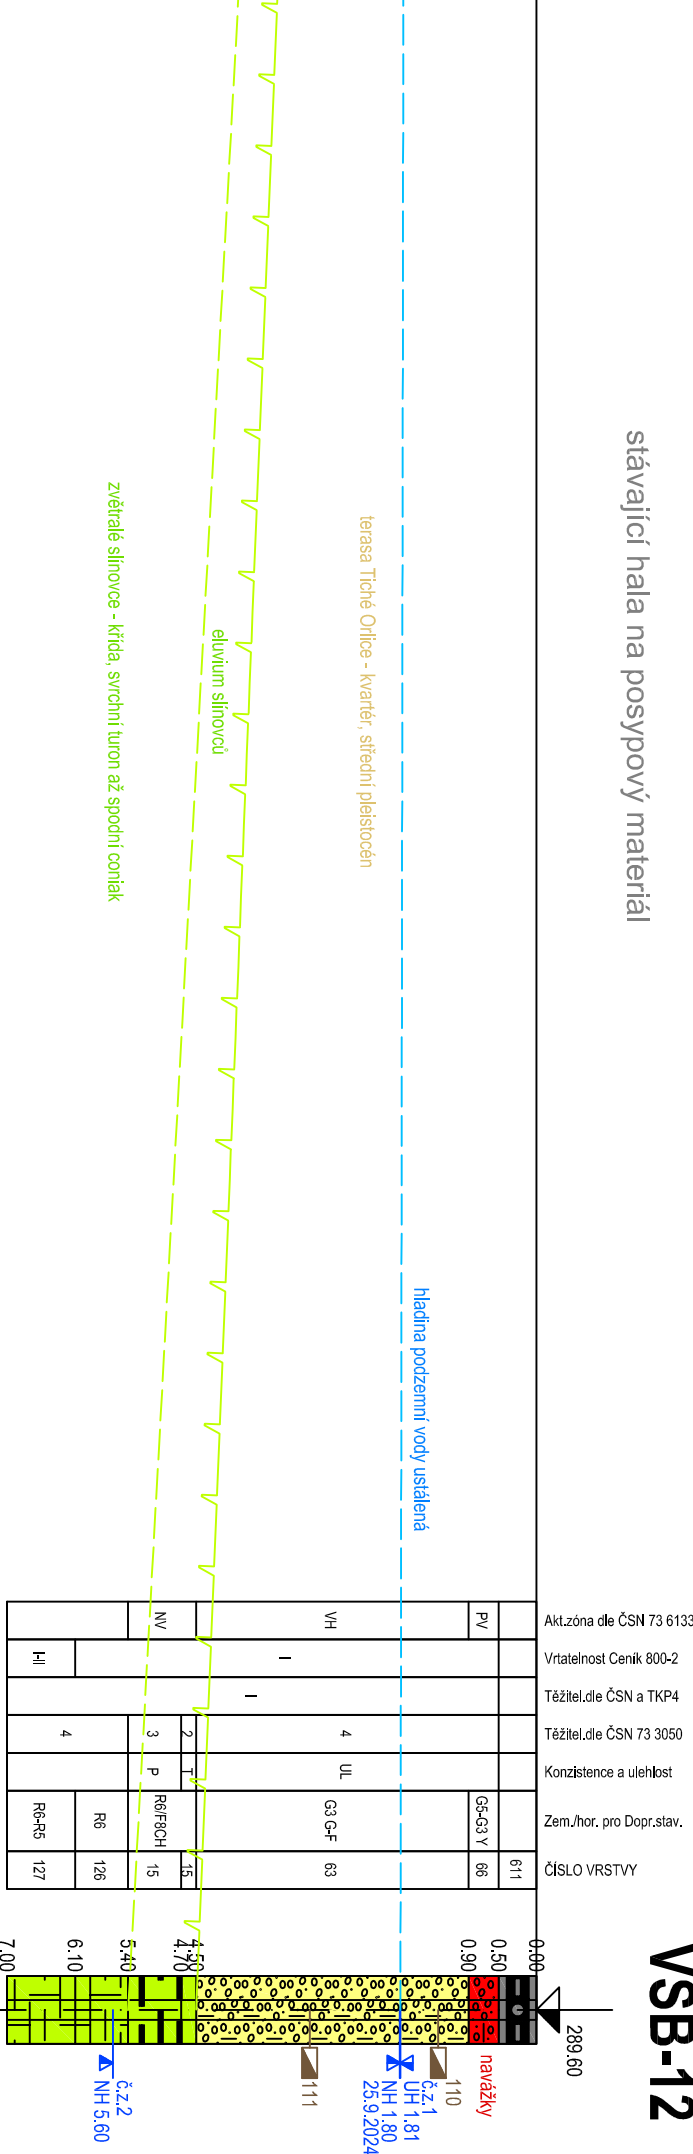 stávající hala na posypový materiál
VSB-12
289.60
hladina podzemní vody ustálená
terasa Tiché Orlice - kvartér, střední pleistocén
eluvium slínovců
zvětralé slínovce - křída, svrchní turon až spodní coniak
Akt.zóna dle ČSN 73 6133
PV
VH
NV
Vrtatelnost Ceník 800-2
I
I-II
Těžitel.dle ČSN a TKP4
I
Těžitel.dle ČSN 73 3050
4
2
3
4
Konzistence a ulehlost
UL
T
P
Zem./hor. pro Dopr.stav.
G5-G3 Y
G3 G-F
R6/F8CH
R6
R6-R5
ČÍSLO VRSTVY
611
66
63
15
15
126
127
0.00
0.50
0.90
4.50
4.70
5.40
6.10
7.00
navážky
110
č.z.1
UH 1.81
NH 1.80
25.9.2024
111
č.z.2
NH 5.60